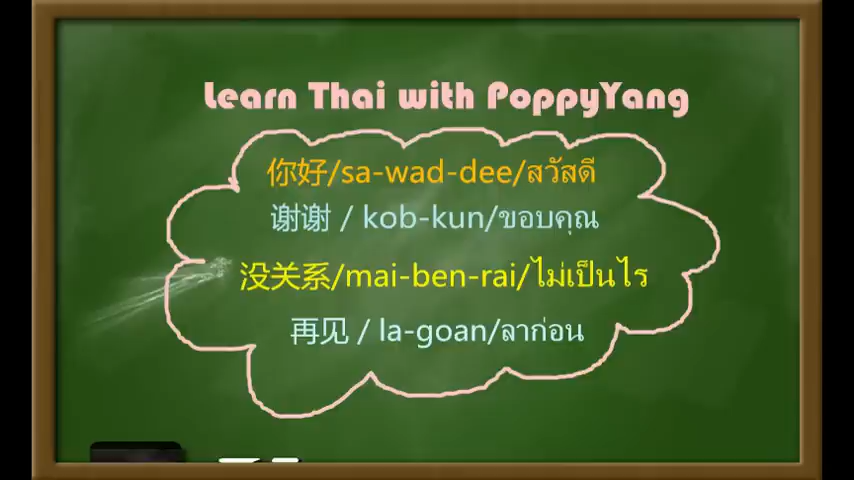 Learn Thai with PoppyYang
你好/sa-wad-dee/สวัสดี
谢谢 / kob-kun/ขอบคุณ
没关系/mai-ben-rai/ไม่เป็นไร
再见 / la-goan/ลาก่อน